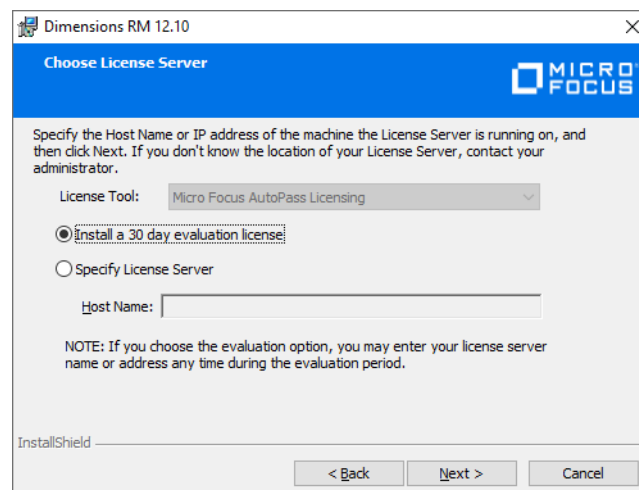 Dimensions RM 12.10
Choose License Server
MICRO
FOCUS
Specify the Host Name or IP address of the machine the License Server is running on, and
then click Next. If you don't know the location of your License Server, contact your
administrator.
License Tool: Micro Focus AutoPass Licensing
Install a 30 day evaluation license
Specify License Server
Host Name:
NOTE: If you choose the evaluation option, you may enter your license server
name or address any time during the evaluation period.
InstallShield
< Back Next > Cancel